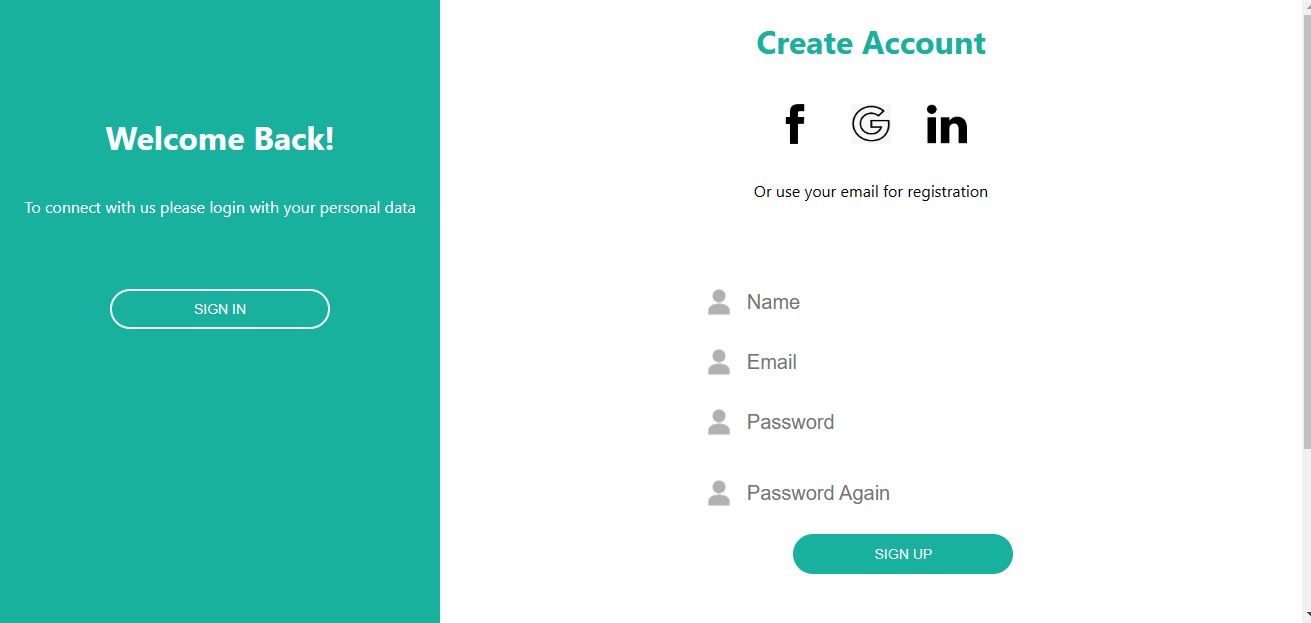 Welcome Back!
To connect with us please login with your personal data
SIGN IN
Create Account
f
G
in
Or use your email for registration
Name
Email
Password
Password Again
SIGN UP